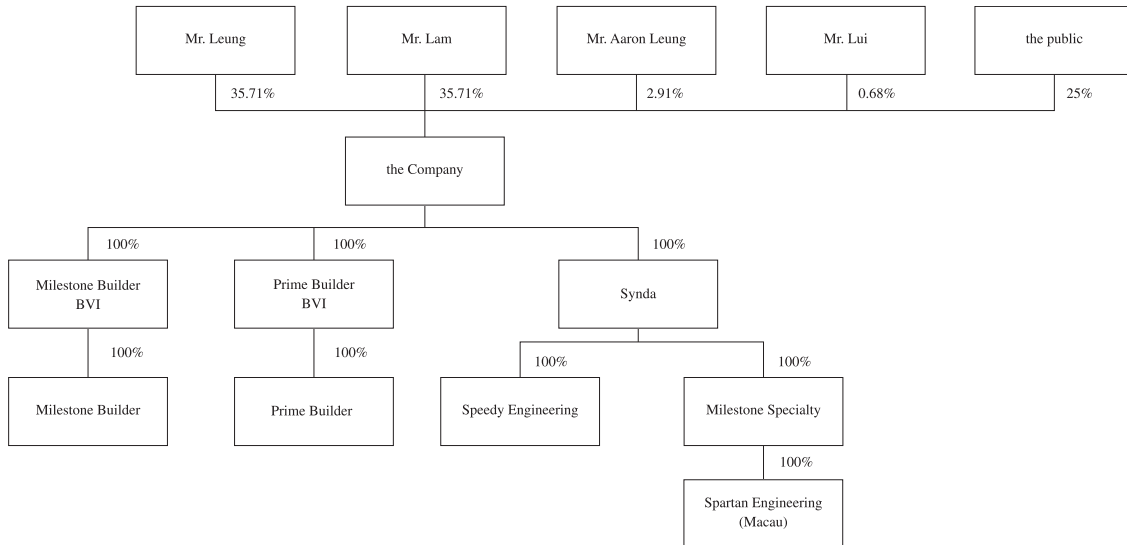 Mr. Leung
Mr. Lam
Mr. Aaron Leung
Mr. Lui
the public
35.71%
35.71%
2.91%
0.68%
25%
the Company
100%
100%
100%
Milestone Builder
BVI
Prime Builder
BVI
Synda
100%
100%
100%
100%
Milestone Builder
Prime Builder
Speedy Engineering
Milestone Specialty
100%
Spartan Engineering
(Macau)